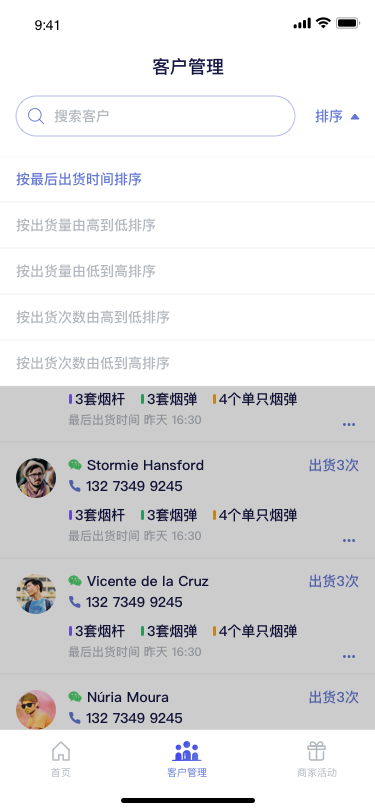 9:41
客户管理
搜索客户
排序
按最后出货时间排序
按出货量由高到低排序
按出货量由低到高排序
按出货次数由高到低排序
按出货次数由低到高排序
3套烟杆 3套烟弹 4个单只烟弹
最后出货时间 昨天 16:30
Stormie Hansford 出货3次
132 7349 9245
3套烟杆 3套烟弹 4个单只烟弹
最后出货时间 昨天 16:30
Vicente de la Cruz 出货3次
132 7349 9245
3套烟杆 3套烟弹 4个单只烟弹
最后出货时间 昨天 16:30
Núria Moura 出货3次
132 7349 9245
首页 客户管理 商家活动